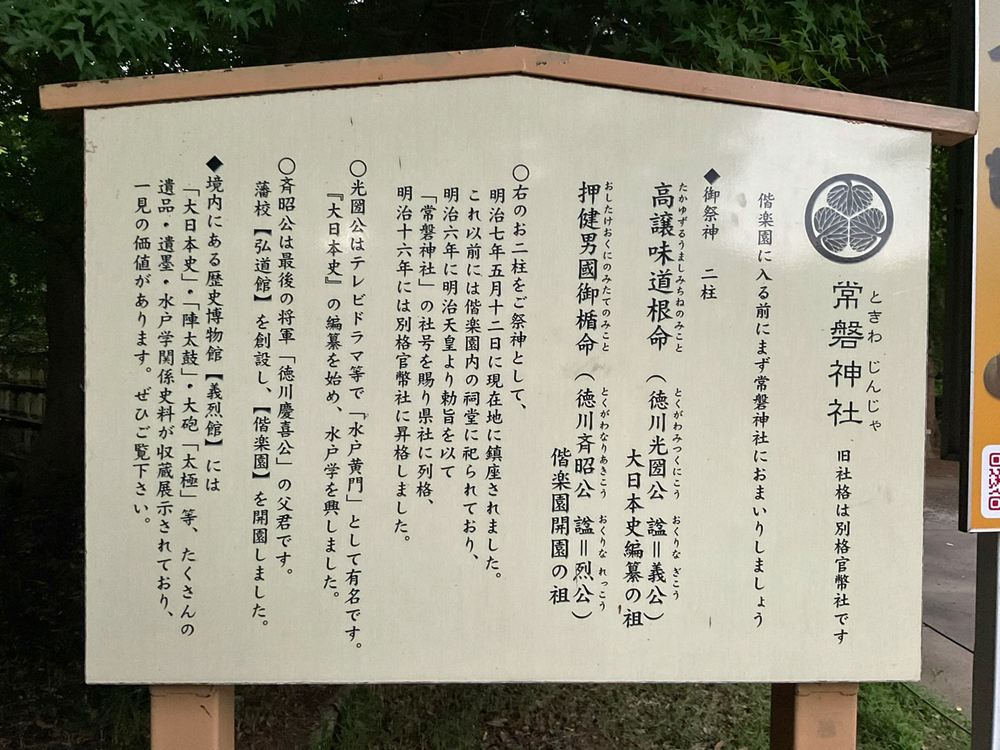 常磐神社 旧社格は別格官幣社です
ときわ じんじゃ
偕楽園に入る前にまず常磐神社におまいりしましょう
◆御祭神 二柱
高譲味道根命(徳川光圀公 諡=義公)
たかゆずるうましみちねのみこと とくがわみつくにこう おくりな ぎこう
大日本史編纂の祖
押健男國御楯命(徳川斉昭公 諡=烈公)
おしたけおくにのみたてのみこと とくがわなりあきこう おくりな れっこう
偕楽園開園の祖
○右のお二柱をご祭神として、
明治七年五月十二日に現在地に鎮座されました。
これ以前には偕楽園内の祠堂に祀られており、
明治六年に明治天皇より勅旨を以て
「常磐神社」の社号を賜り県社に列格、
明治十六年には別格官幣社に昇格しました。
○光圀公はテレビドラマ等で「水戸黄門」として有名です。
『大日本史』の編纂を始め、水戸学を興しました。
○斉昭公は最後の将軍「徳川慶喜公」の父君です。
藩校【弘道館】を創設し、【偕楽園】を開園しました。
◆境内にある歴史博物館【義烈館】には
「大日本史」・「陣太鼓」・大砲「太極」等、たくさんの
遺品・遺墨・水戸学関係史料が収蔵展示されており、
一見の価値があります。ぜひご覧下さい。